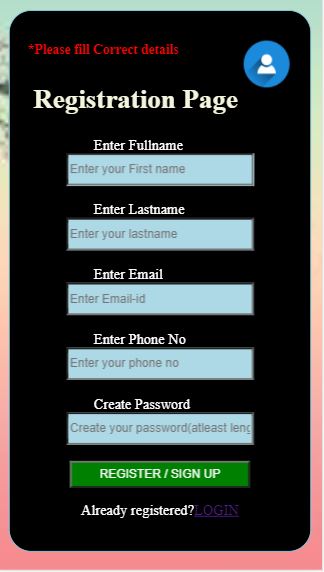 *Please fill Correct details
Registration Page
Enter Fullname
Enter your First name
Enter Lastname
Enter your lastname
Enter Email
Enter Email-id
Enter Phone No
Enter your phone no
Create Password
Create your password(atleast leng
REGISTER / SIGN UP
Already registered?LOGIN